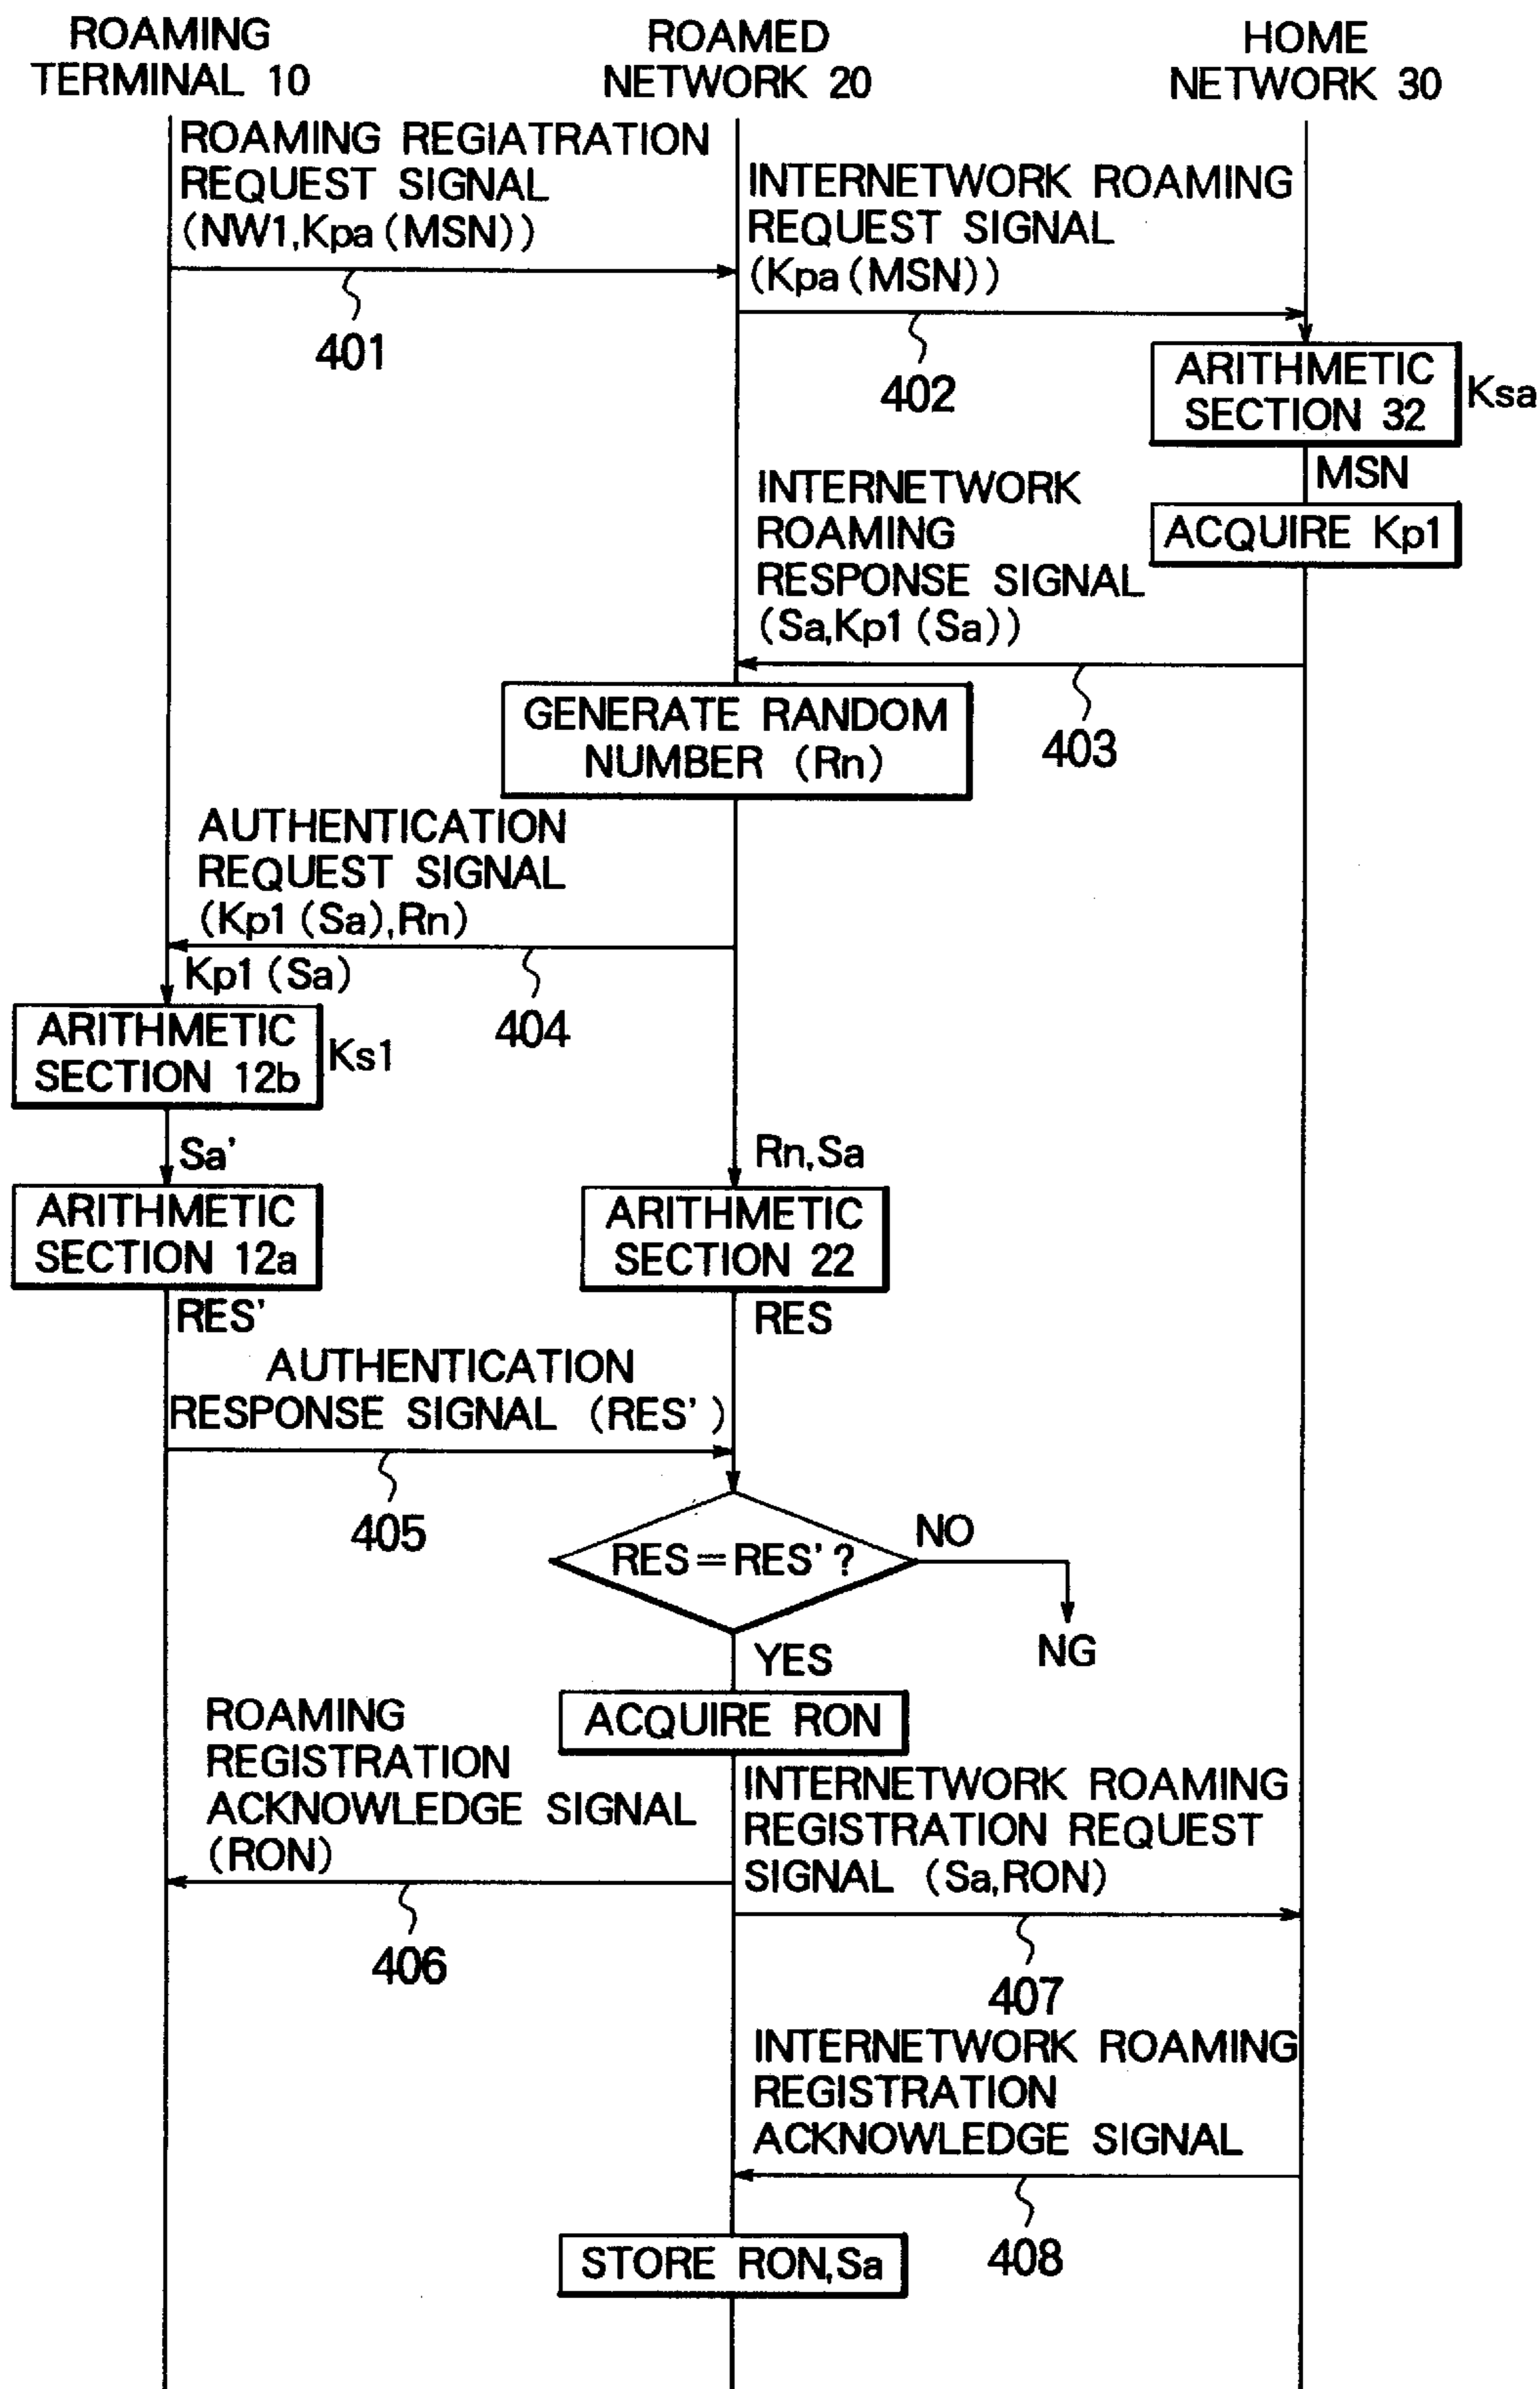 ROAMING
TERMINAL 10
ROAMED
NETWORK 20
HOME
NETWORK 30
ROAMING REGIATRATION
REQUEST SIGNAL
(NW1,Kpa (MSN))
401
INTERNETWORK ROAMING
REQUEST SIGNAL
(Kpa (MSN))
402
ARITHMETIC
SECTION 32
Ksa
MSN
ACQUIRE Kp1
INTERNETWORK
ROAMING
RESPONSE SIGNAL
(Sa,Kp1 (Sa))
403
GENERATE RANDOM
NUMBER (Rn)
AUTHENTICATION
REQUEST SIGNAL
(Kp1 (Sa),Rn)
404
Kp1 (Sa)
ARITHMETIC
SECTION 12b
Ks1
Sa'
ARITHMETIC
SECTION 12a
RES'
Rn,Sa
ARITHMETIC
SECTION 22
RES
AUTHENTICATION
RESPONSE SIGNAL (RES' )
405
RES=RES' ?
NO
NG
YES
ACQUIRE RON
ROAMING
REGISTRATION
ACKNOWLEDGE SIGNAL
(RON)
406
INTERNETWORK ROAMING
REGISTRATION REQUEST
SIGNAL (Sa,RON)
407
INTERNETWORK ROAMING
REGISTRATION
ACKNOWLEDGE SIGNAL
408
STORE RON,Sa